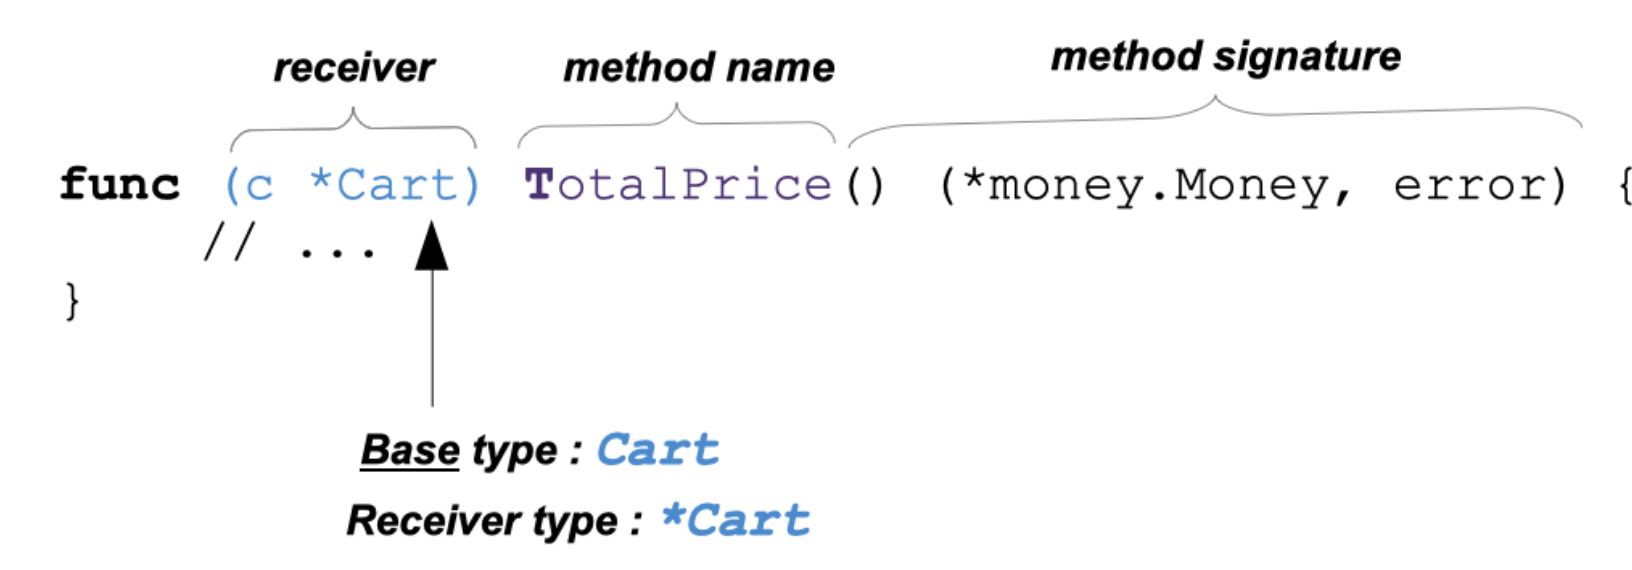 receiver method name method signature
func (c *Cart) TotalPrice() (*money.Money, error) {
// ...
}
Base type : Cart
Receiver type : *Cart